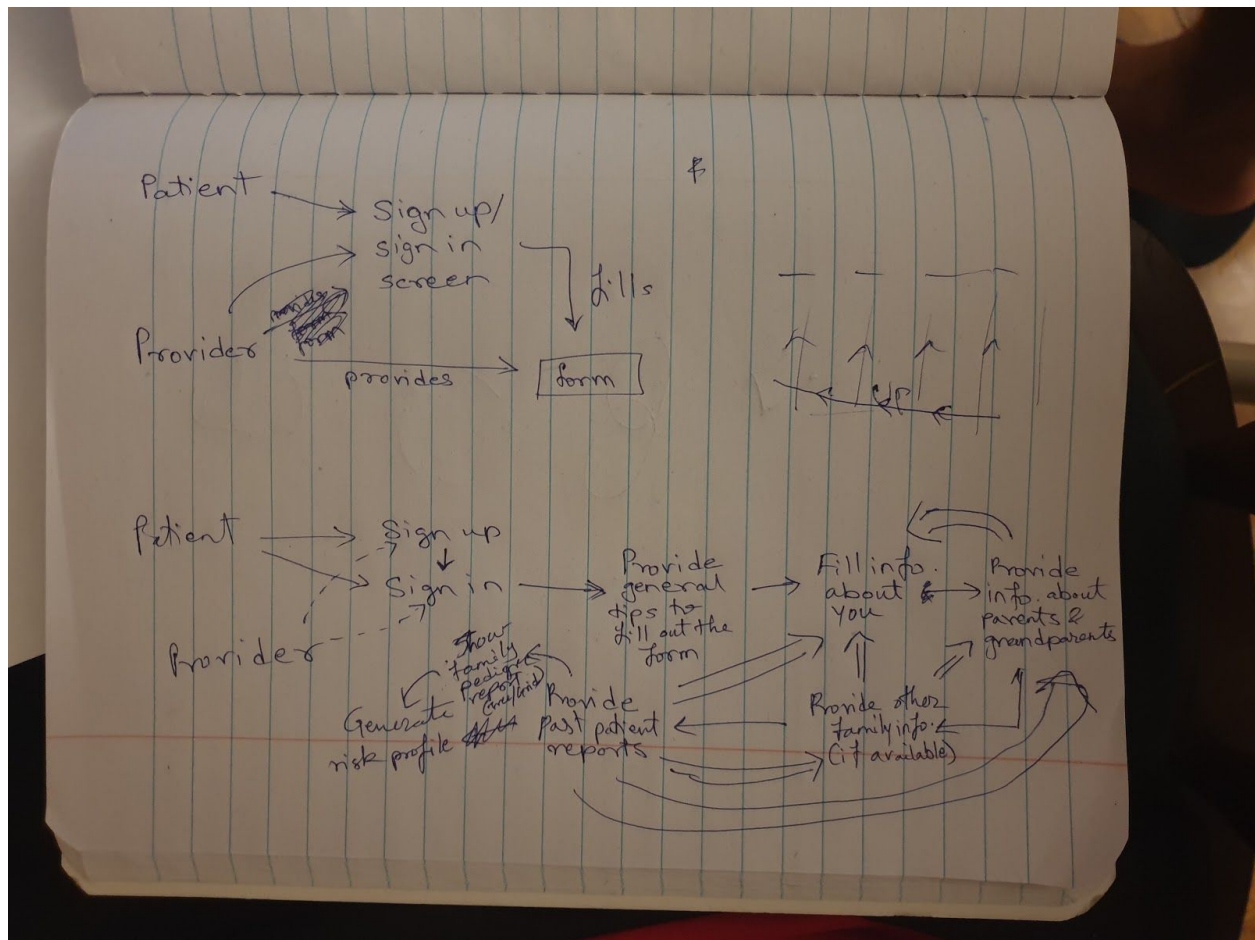 Patient
Sign up/
sign in
screen
fills
Provider
provides
form
Patient
Sign up
Sign in
Provider
Provide
general
tips to
fill out the
form
Fill info.
about
you
Provide
info. about
parents &
grandparents
Show
family
pedigree
report
Generate
risk profile
Provide
Past patient
reports
Provide other
family info.
(if available)